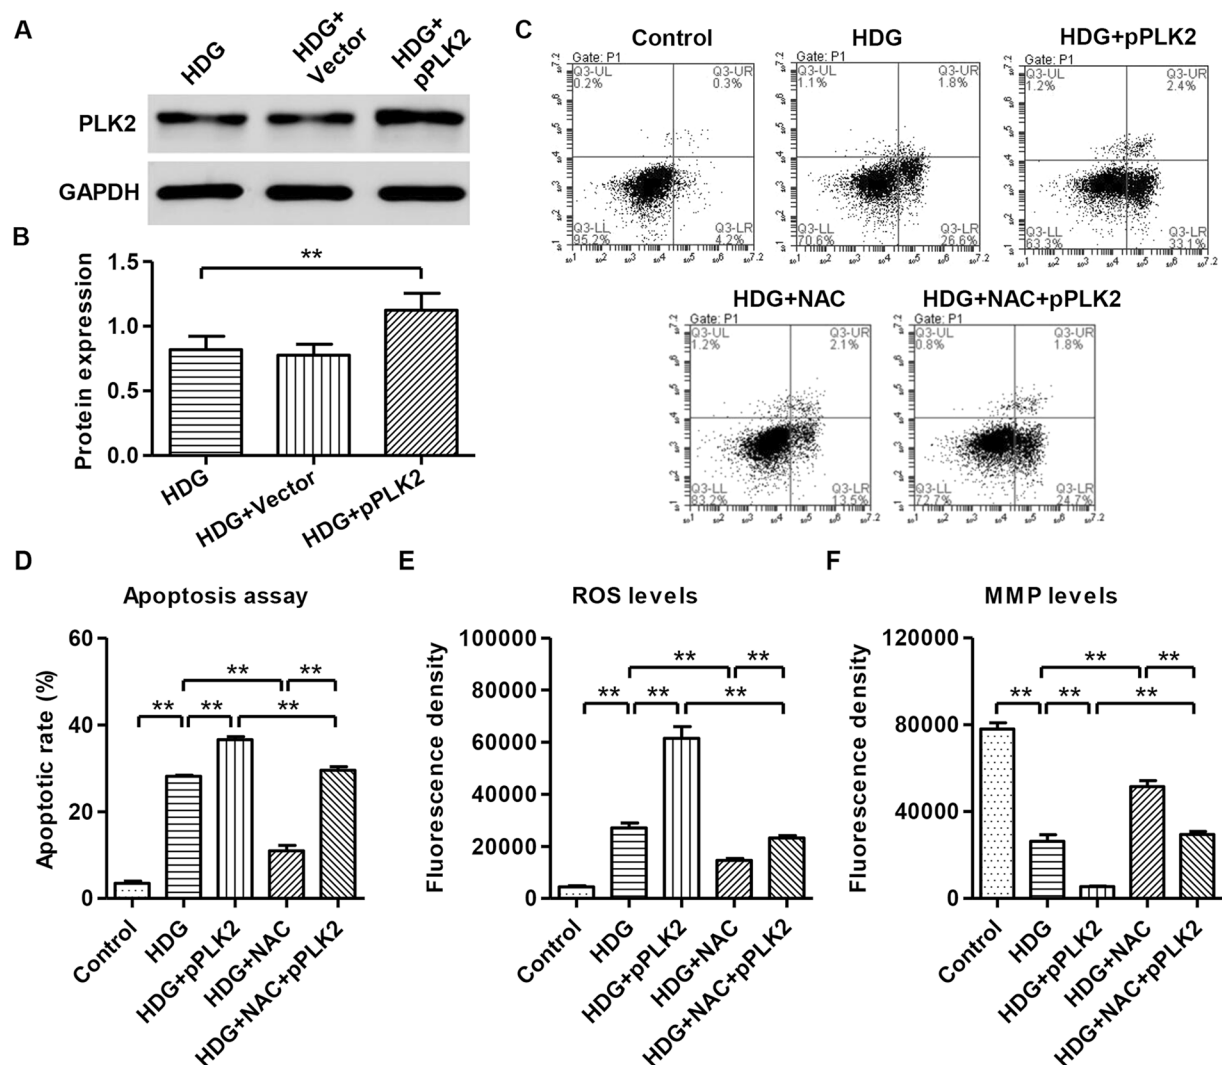 A
HDG
HDG+
Vector
HDG+
pPLK2
PLK2
GAPDH
B
**
1.5
1.0
0.5
0.0
Protein expression
HDG
HDG+Vector
HDG+pPLK2
C
Control
Gate: P1
Q3-UL
0.2%
Q3-UR
0.3%
Q3-LL
95.2%
Q3-LR
4.2%
HDG
Gate: P1
Q3-UL
1.1%
Q3-UR
1.8%
Q3-LL
70.6%
Q3-LR
26.6%
HDG+pPLK2
Gate: P1
Q3-UL
1.2%
Q3-UR
2.4%
Q3-LL
63.3%
Q3-LR
33.1%
HDG+NAC
Gate: P1
Q3-UL
1.2%
Q3-UR
2.1%
Q3-LL
83.2%
Q3-LR
13.5%
HDG+NAC+pPLK2
Gate: P1
Q3-UL
0.8%
Q3-UR
1.8%
Q3-LL
72.7%
Q3-LR
24.7%
D
Apoptosis assay
Apoptotic rate (%)
60
40
20
0
** **
** ** **
Control
HDG
HDG+pPLK2
HDG+NAC
HDG+NAC+pPLK2
E
ROS levels
Fluorescence density
100000
80000
60000
40000
20000
0
** **
** ** **
Control
HDG
HDG+pPLK2
HDG+NAC
HDG+NAC+pPLK2
F
MMP levels
Fluorescence density
120000
80000
40000
0
** **
** ** **
Control
HDG
HDG+pPLK2
HDG+NAC
HDG+NAC+pPLK2